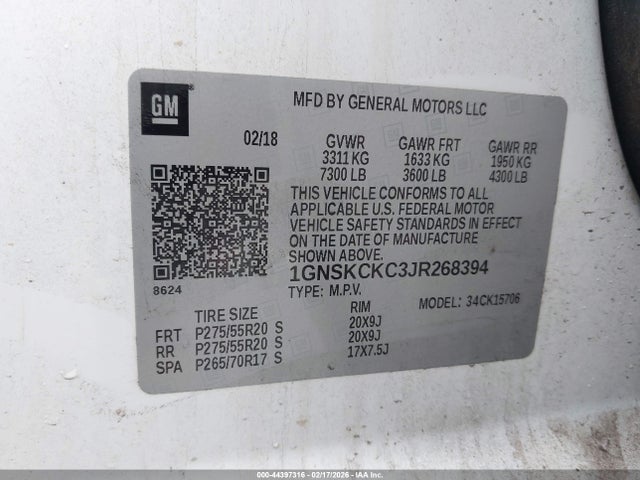 GM ®
MFD BY GENERAL MOTORS LLC
02/18 GVWR GAWR FRT GAWR RR
3311 KG 1633 KG 1950 KG
7300 LB 3600 LB 4300 LB
THIS VEHICLE CONFORMS TO ALL
APPLICABLE U.S. FEDERAL MOTOR
VEHICLE SAFETY STANDARDS IN EFFECT
ON THE DATE OF MANUFACTURE
SHOWN ABOVE.
1GNSKCKC3JR268394
8624 TYPE: M.P.V. MODEL: 34CK15706
TIRE SIZE RIM
FRT P275/55R20 S 20X9J
RR P275/55R20 S 20X9J
SPA P265/70R17 S 17X7.5J
000-44397316 - 02/17/2026 - IAAI.COM